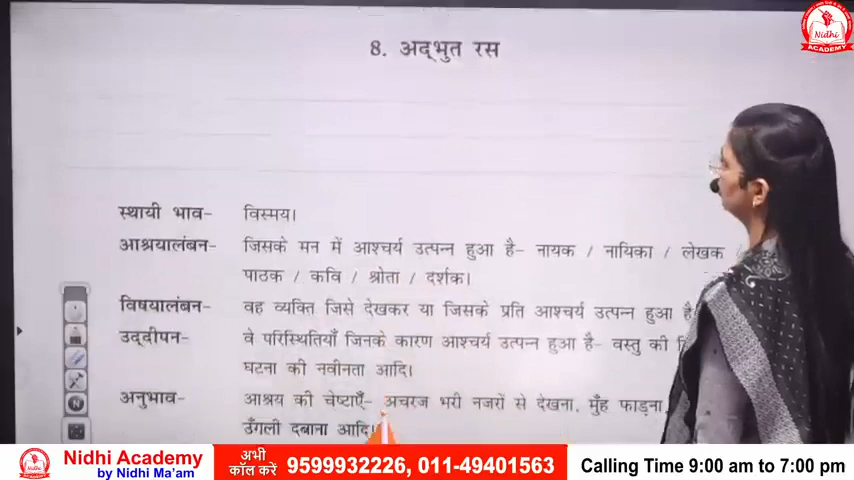 8. अद्भुत रस
Nidhi
ACADEMY
स्थायी भाव- विस्मय।
आश्रयालंबन- जिसके मन में आश्चर्य उत्पन्न हुआ है- नायक / नायिका / लेखक /
पाठक / कवि / श्रोता / दर्शक।
विषयालंबन- वह व्यक्ति जिसे देखकर या जिसके प्रति आश्चर्य उत्पन्न हुआ है
उद्दीपन- वे परिस्थितियाँ जिनके कारण आश्चर्य उत्पन्न हुआ है- वस्तु की
घटना की नवीनता आदि।
अनुभाव- आश्रय की चेष्टाएँ- अचरज भरी नजरों से देखना, मुँह फाड़ना,
उँगली दबाना आदि।
Nidhi Academy
by Nidhi Ma'am
अभी
कॉल करें
9599932226, 011-49401563
Calling Time 9:00 am to 7:00 pm